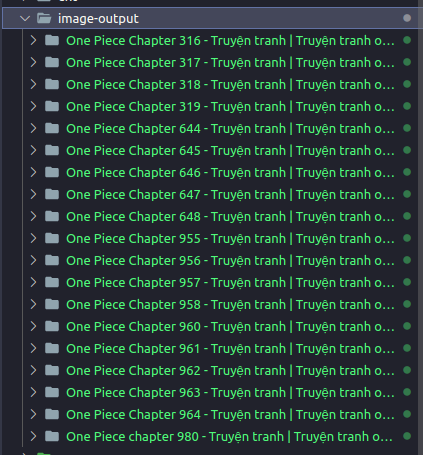 image-output
One Piece Chapter 316 - Truyện tranh | Truyện tranh o...
One Piece Chapter 317 - Truyện tranh | Truyện tranh o...
One Piece Chapter 318 - Truyện tranh | Truyện tranh o...
One Piece Chapter 319 - Truyện tranh | Truyện tranh o...
One Piece Chapter 644 - Truyện tranh | Truyện tranh o...
One Piece Chapter 645 - Truyện tranh | Truyện tranh o...
One Piece Chapter 646 - Truyện tranh | Truyện tranh o...
One Piece Chapter 647 - Truyện tranh | Truyện tranh o...
One Piece Chapter 648 - Truyện tranh | Truyện tranh o...
One Piece Chapter 955 - Truyện tranh | Truyện tranh o...
One Piece Chapter 956 - Truyện tranh | Truyện tranh o...
One Piece Chapter 957 - Truyện tranh | Truyện tranh o...
One Piece Chapter 958 - Truyện tranh | Truyện tranh o...
One Piece Chapter 960 - Truyện tranh | Truyện tranh o...
One Piece Chapter 961 - Truyện tranh | Truyện tranh o...
One Piece Chapter 962 - Truyện tranh | Truyện tranh o...
One Piece Chapter 963 - Truyện tranh | Truyện tranh o...
One Piece Chapter 964 - Truyện tranh | Truyện tranh o...
One Piece chapter 980 - Truyện tranh | Truyện tranh o...